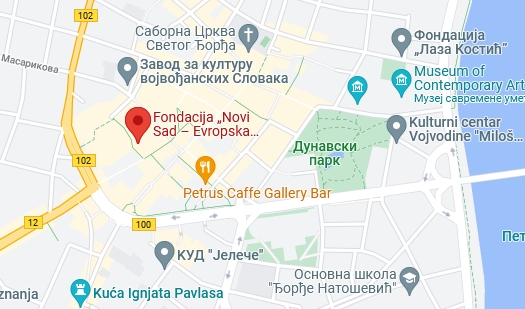 102
Саборна Црква
Светог Ђорђа
Фондација
„Лаза Костић“
Масарикова
Завод за културу
војвођанских Словака
Museum of
Contemporary Art
Музеј савремене умет
Fondacija „Novi
Sad – Evropska...
Kulturni centar
Vojvodine "Miloš...
Дунавски
парк
102
Petrus Caffe Gallery Bar
12
100
Пет
КУД "Јелече"
Основна школа
"Ђорђе Натошевић"
znanja
Kuća Ignjata Pavlasa